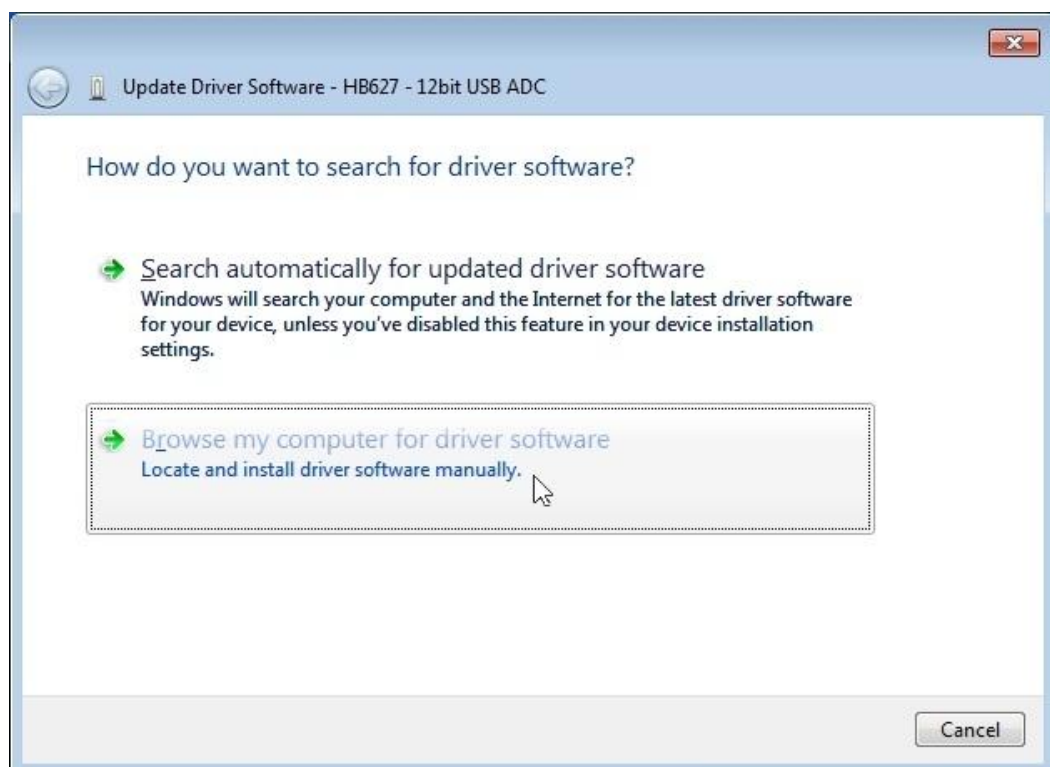 Update Driver Software - HB627 - 12bit USB ADC
How do you want to search for driver software?
Search automatically for updated driver software
Windows will search your computer and the Internet for the latest driver software
for your device, unless you've disabled this feature in your device installation
settings.
Browse my computer for driver software
Locate and install driver software manually.
Cancel